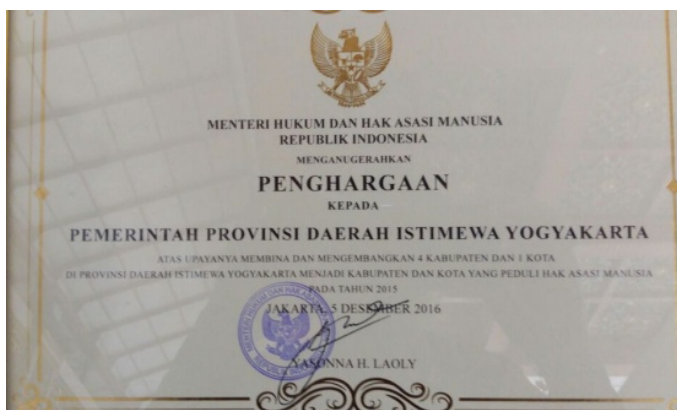 MENTERI HUKUM DAN HAK ASASI MANUSIA
REPUBLIK INDONESIA
MENGANUGERAHKAN
PENGHARGAAN
KEPADA
PEMERINTAH PROVINSI DAERAH ISTIMEWA YOGYAKARTA
ATAS UPAYANYA MEMBINA DAN MENGEMBANGKAN 4 KABUPATEN DAN 1 KOTA
DI PROVINSI DAERAH ISTIMEWA YOGYAKARTA MENJADI KABUPATEN DAN KOTA YANG PEDULI HAK ASASI MANUSIA
PADA TAHUN 2015
JAKARTA, 5 DESEMBER 2016
YASONNA H. LAOLY